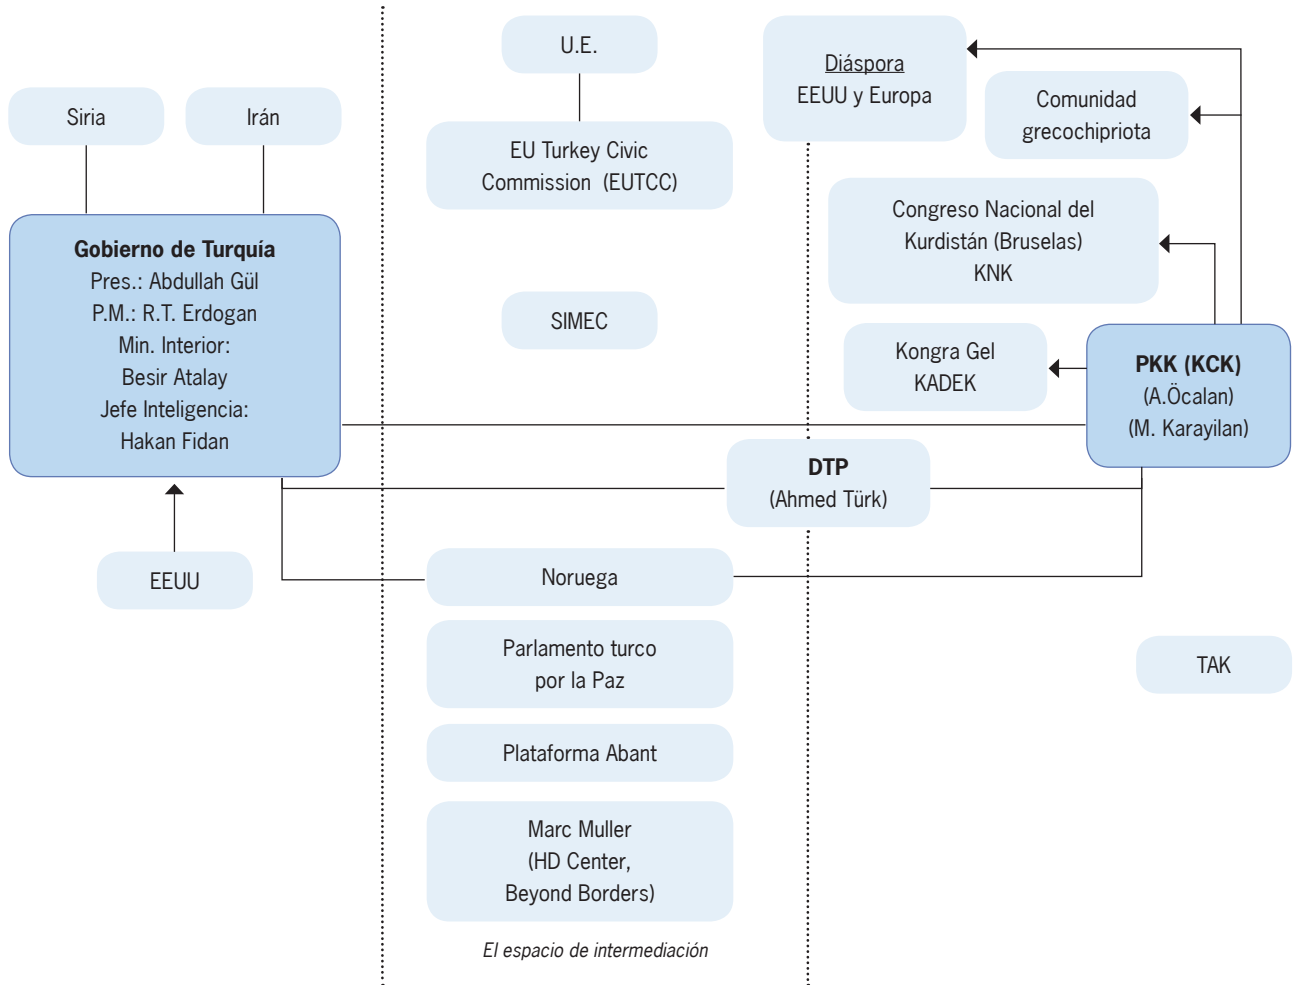 Siria
Irán
Gobierno de Turquía
Pres.: Abdullah Gül
P.M.: R.T. Erdogan
Min. Interior:
Besir Atalay
Jefe Inteligencia:
Hakan Fidan
EEUU
U.E.
EU Turkey Civic
Commission (EUTCC)
SIMEC
DTP
(Ahmed Türk)
Noruega
Parlamento turco
por la Paz
Plataforma Abant
Marc Muller
(HD Center,
Beyond Borders)
El espacio de intermediación
Diáspora
EEUU y Europa
Comunidad
grecochipriota
Congreso Nacional del
Kurdistán (Bruselas)
KNK
Kongra Gel
KADEK
PKK (KCK)
(A.Öcalan)
(M. Karayilan)
TAK